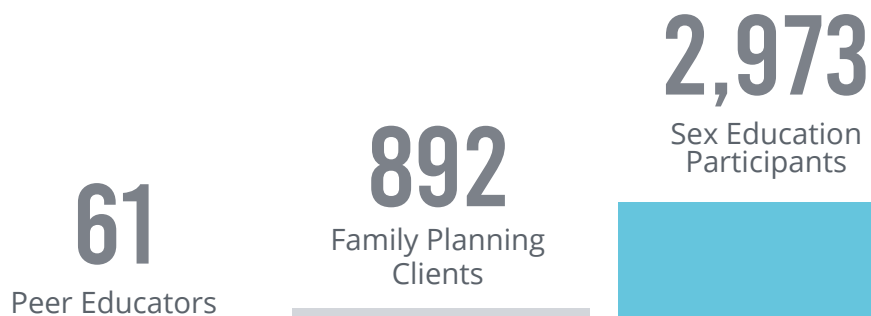 61
Peer Educators
892
Family Planning
Clients
2,973
Sex Education
Participants